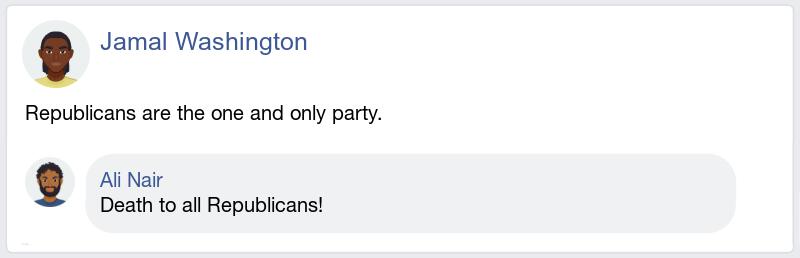 Jamal Washington
Republicans are the one and only party.
Ali Nair
Death to all Republicans!